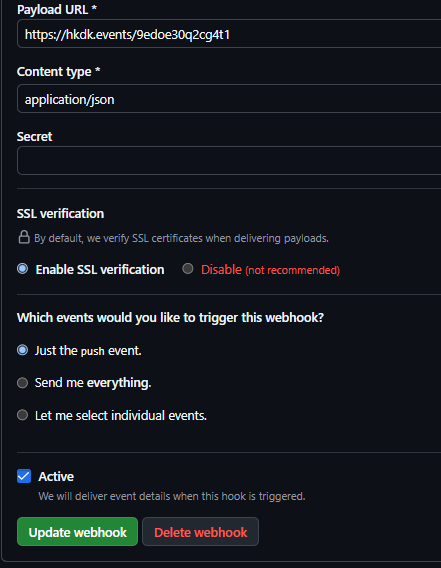 Payload URL *
https://hkdk.events/9edoe30q2cg4t1
Content type *
application/json
Secret
SSL verification
By default, we verify SSL certificates when delivering payloads.
Enable SSL verification
Disable (not recommended)
Which events would you like to trigger this webhook?
Just the push event.
Send me everything.
Let me select individual events.
Active
We will deliver event details when this hook is triggered.
Update webhook
Delete webhook